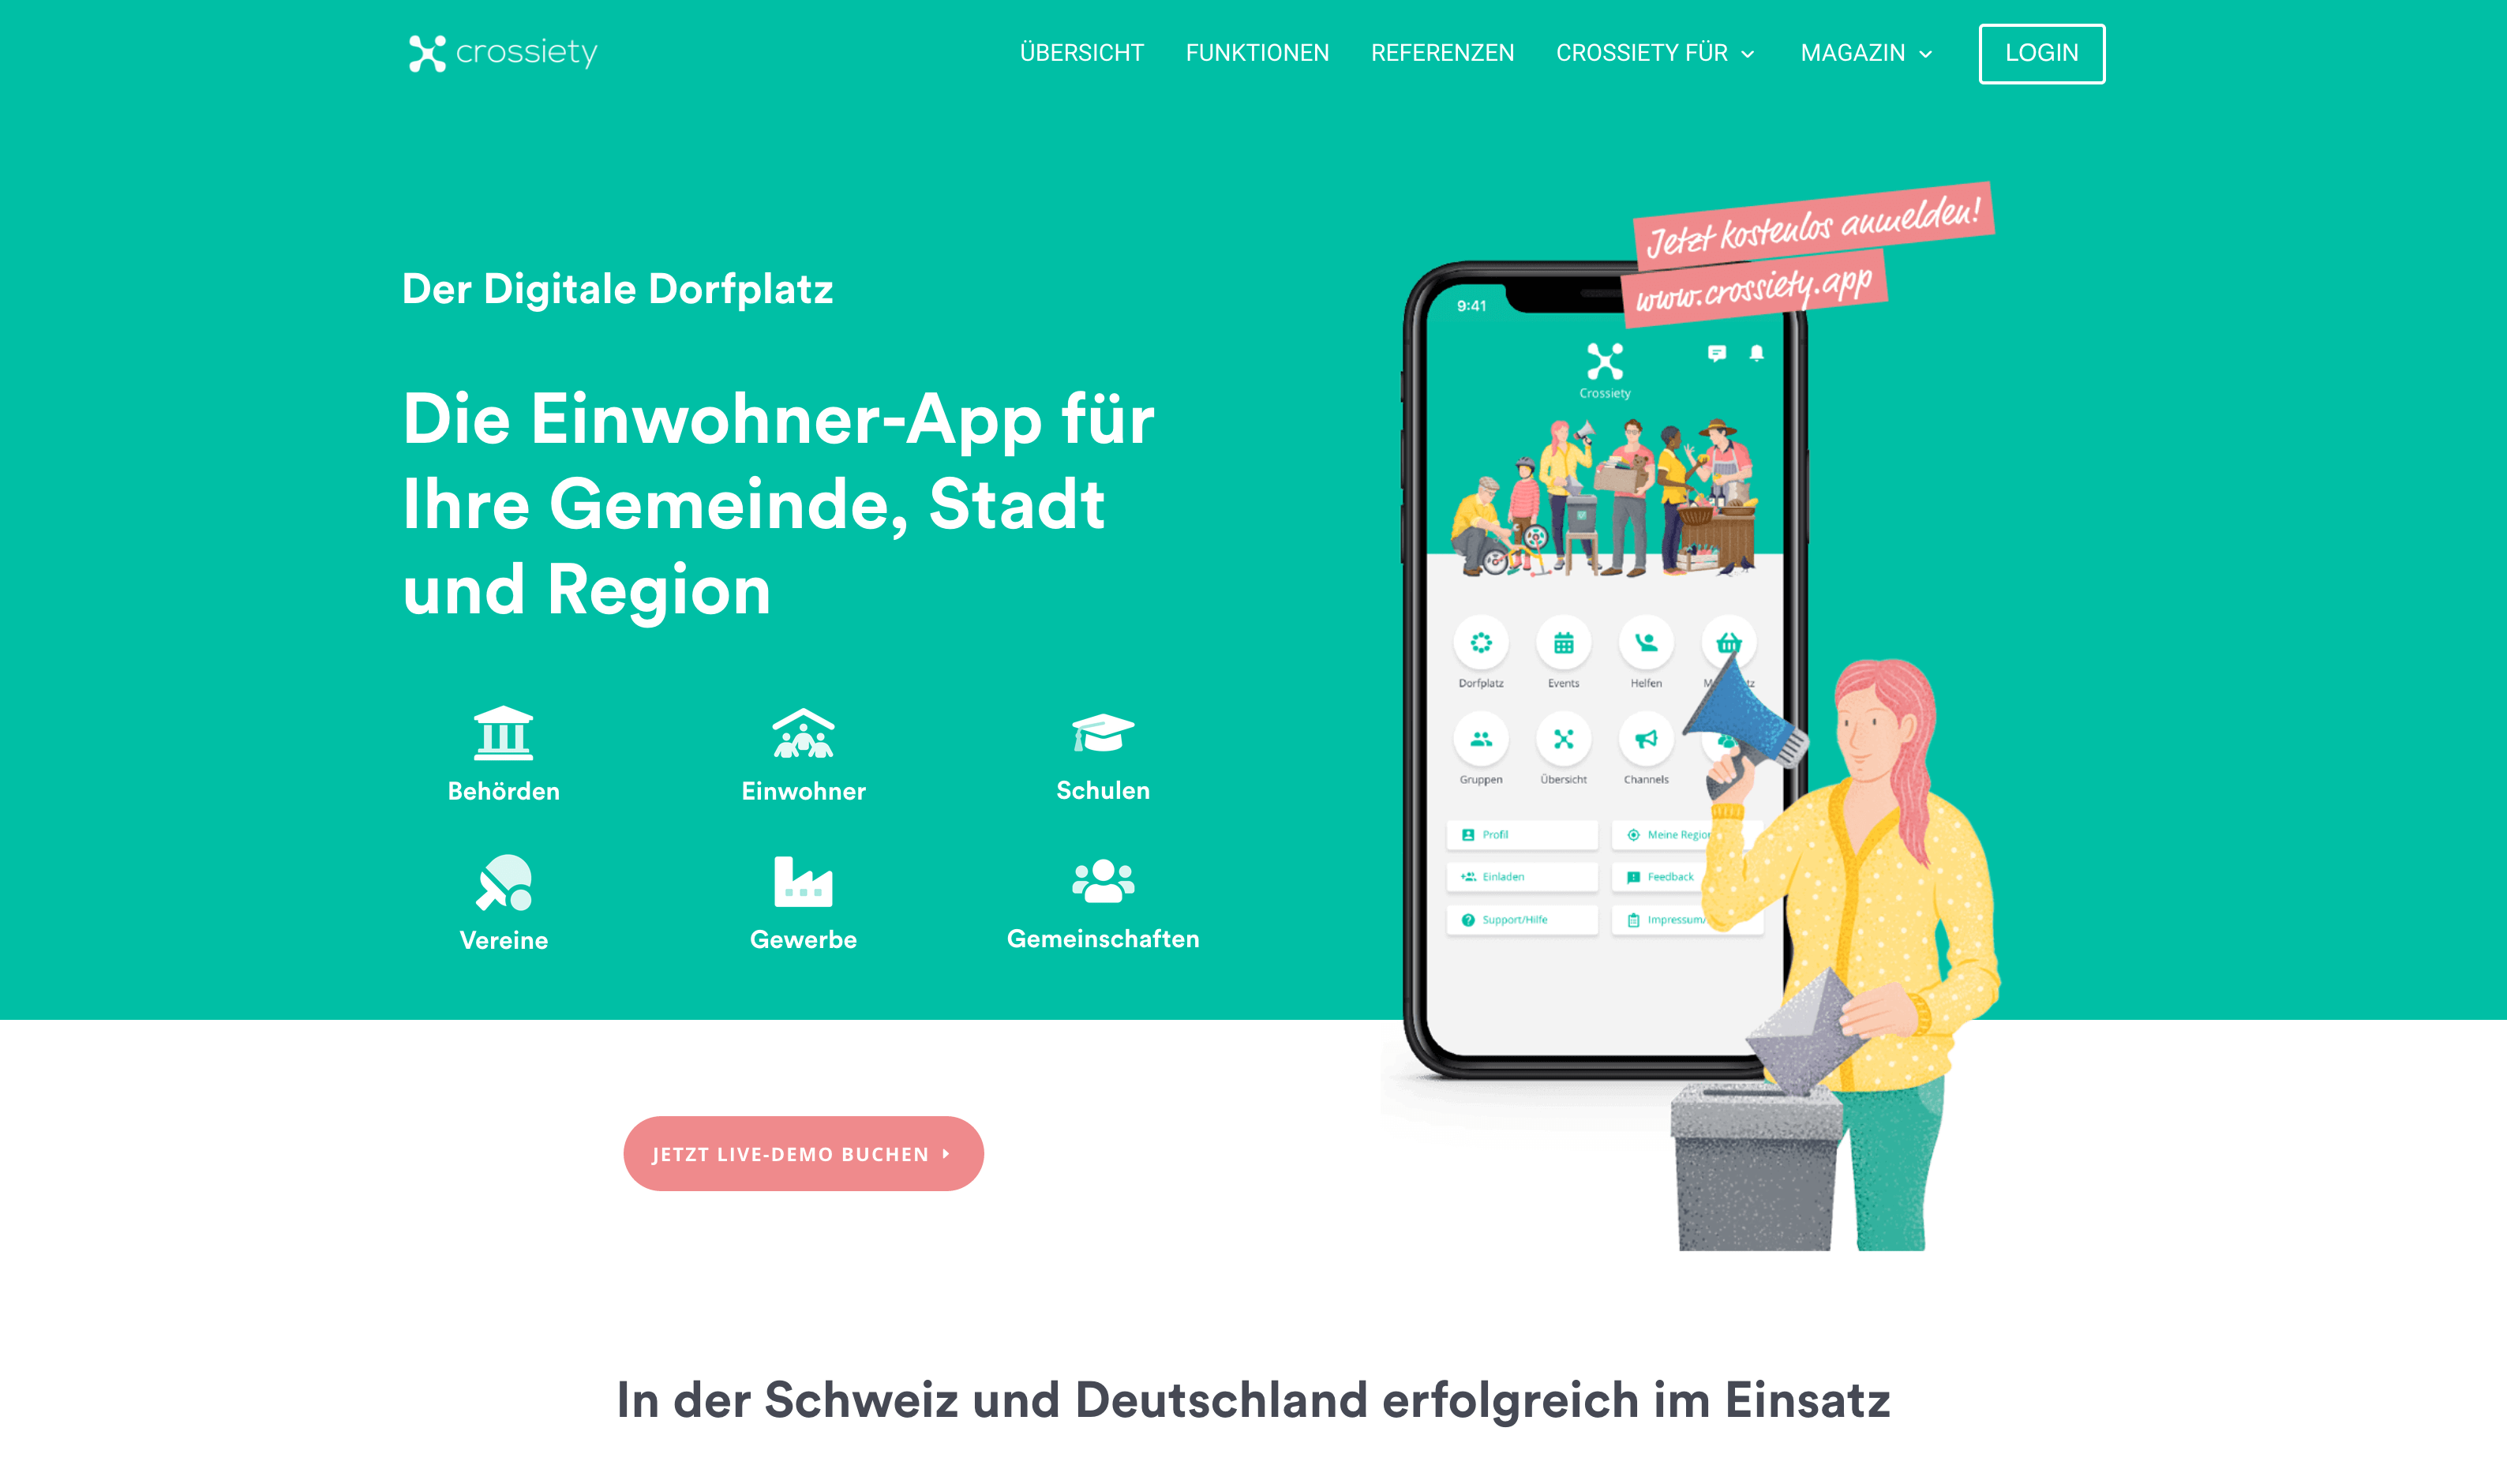 crossiety
ÜBERSICHT
FUNKTIONEN
REFERENZEN
CROSSIETY FÜR
MAGAZIN
LOGIN
Der Digitale Dorfplatz
Die Einwohner-App für
Ihre Gemeinde, Stadt
und Region
Behörden
Einwohner
Schulen
Vereine
Gewerbe
Gemeinschaften
Jetzt kostenlos anmelden!
www.crossiety.app
9:41
Crossiety
Dorfplatz
Events
Helfen
Gruppen
Übersicht
Channels
Profil
Meine Region
Einladen
Feedback
Support/Hilfe
Impressum/
JETZT LIVE-DEMO BUCHEN
In der Schweiz und Deutschland erfolgreich im Einsatz